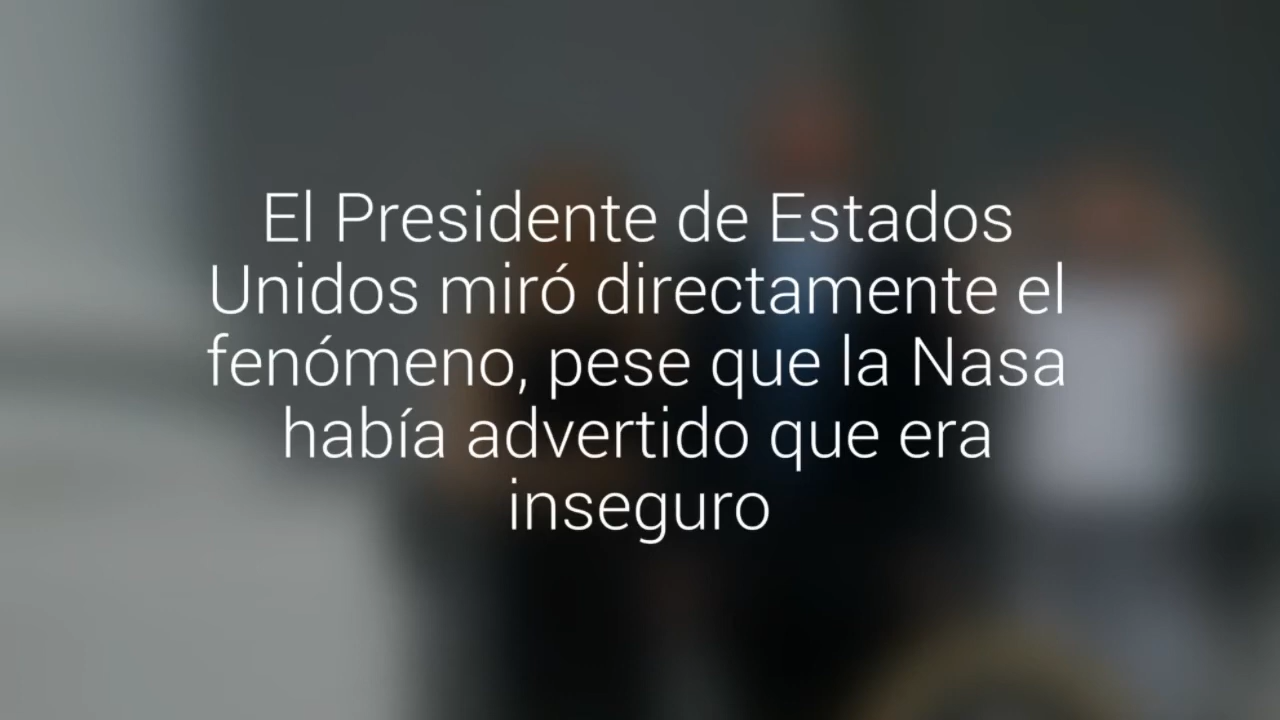 El Presidente de Estados
Unidos miró directamente el
fenómeno, pese que la Nasa
había advertido que era
inseguro